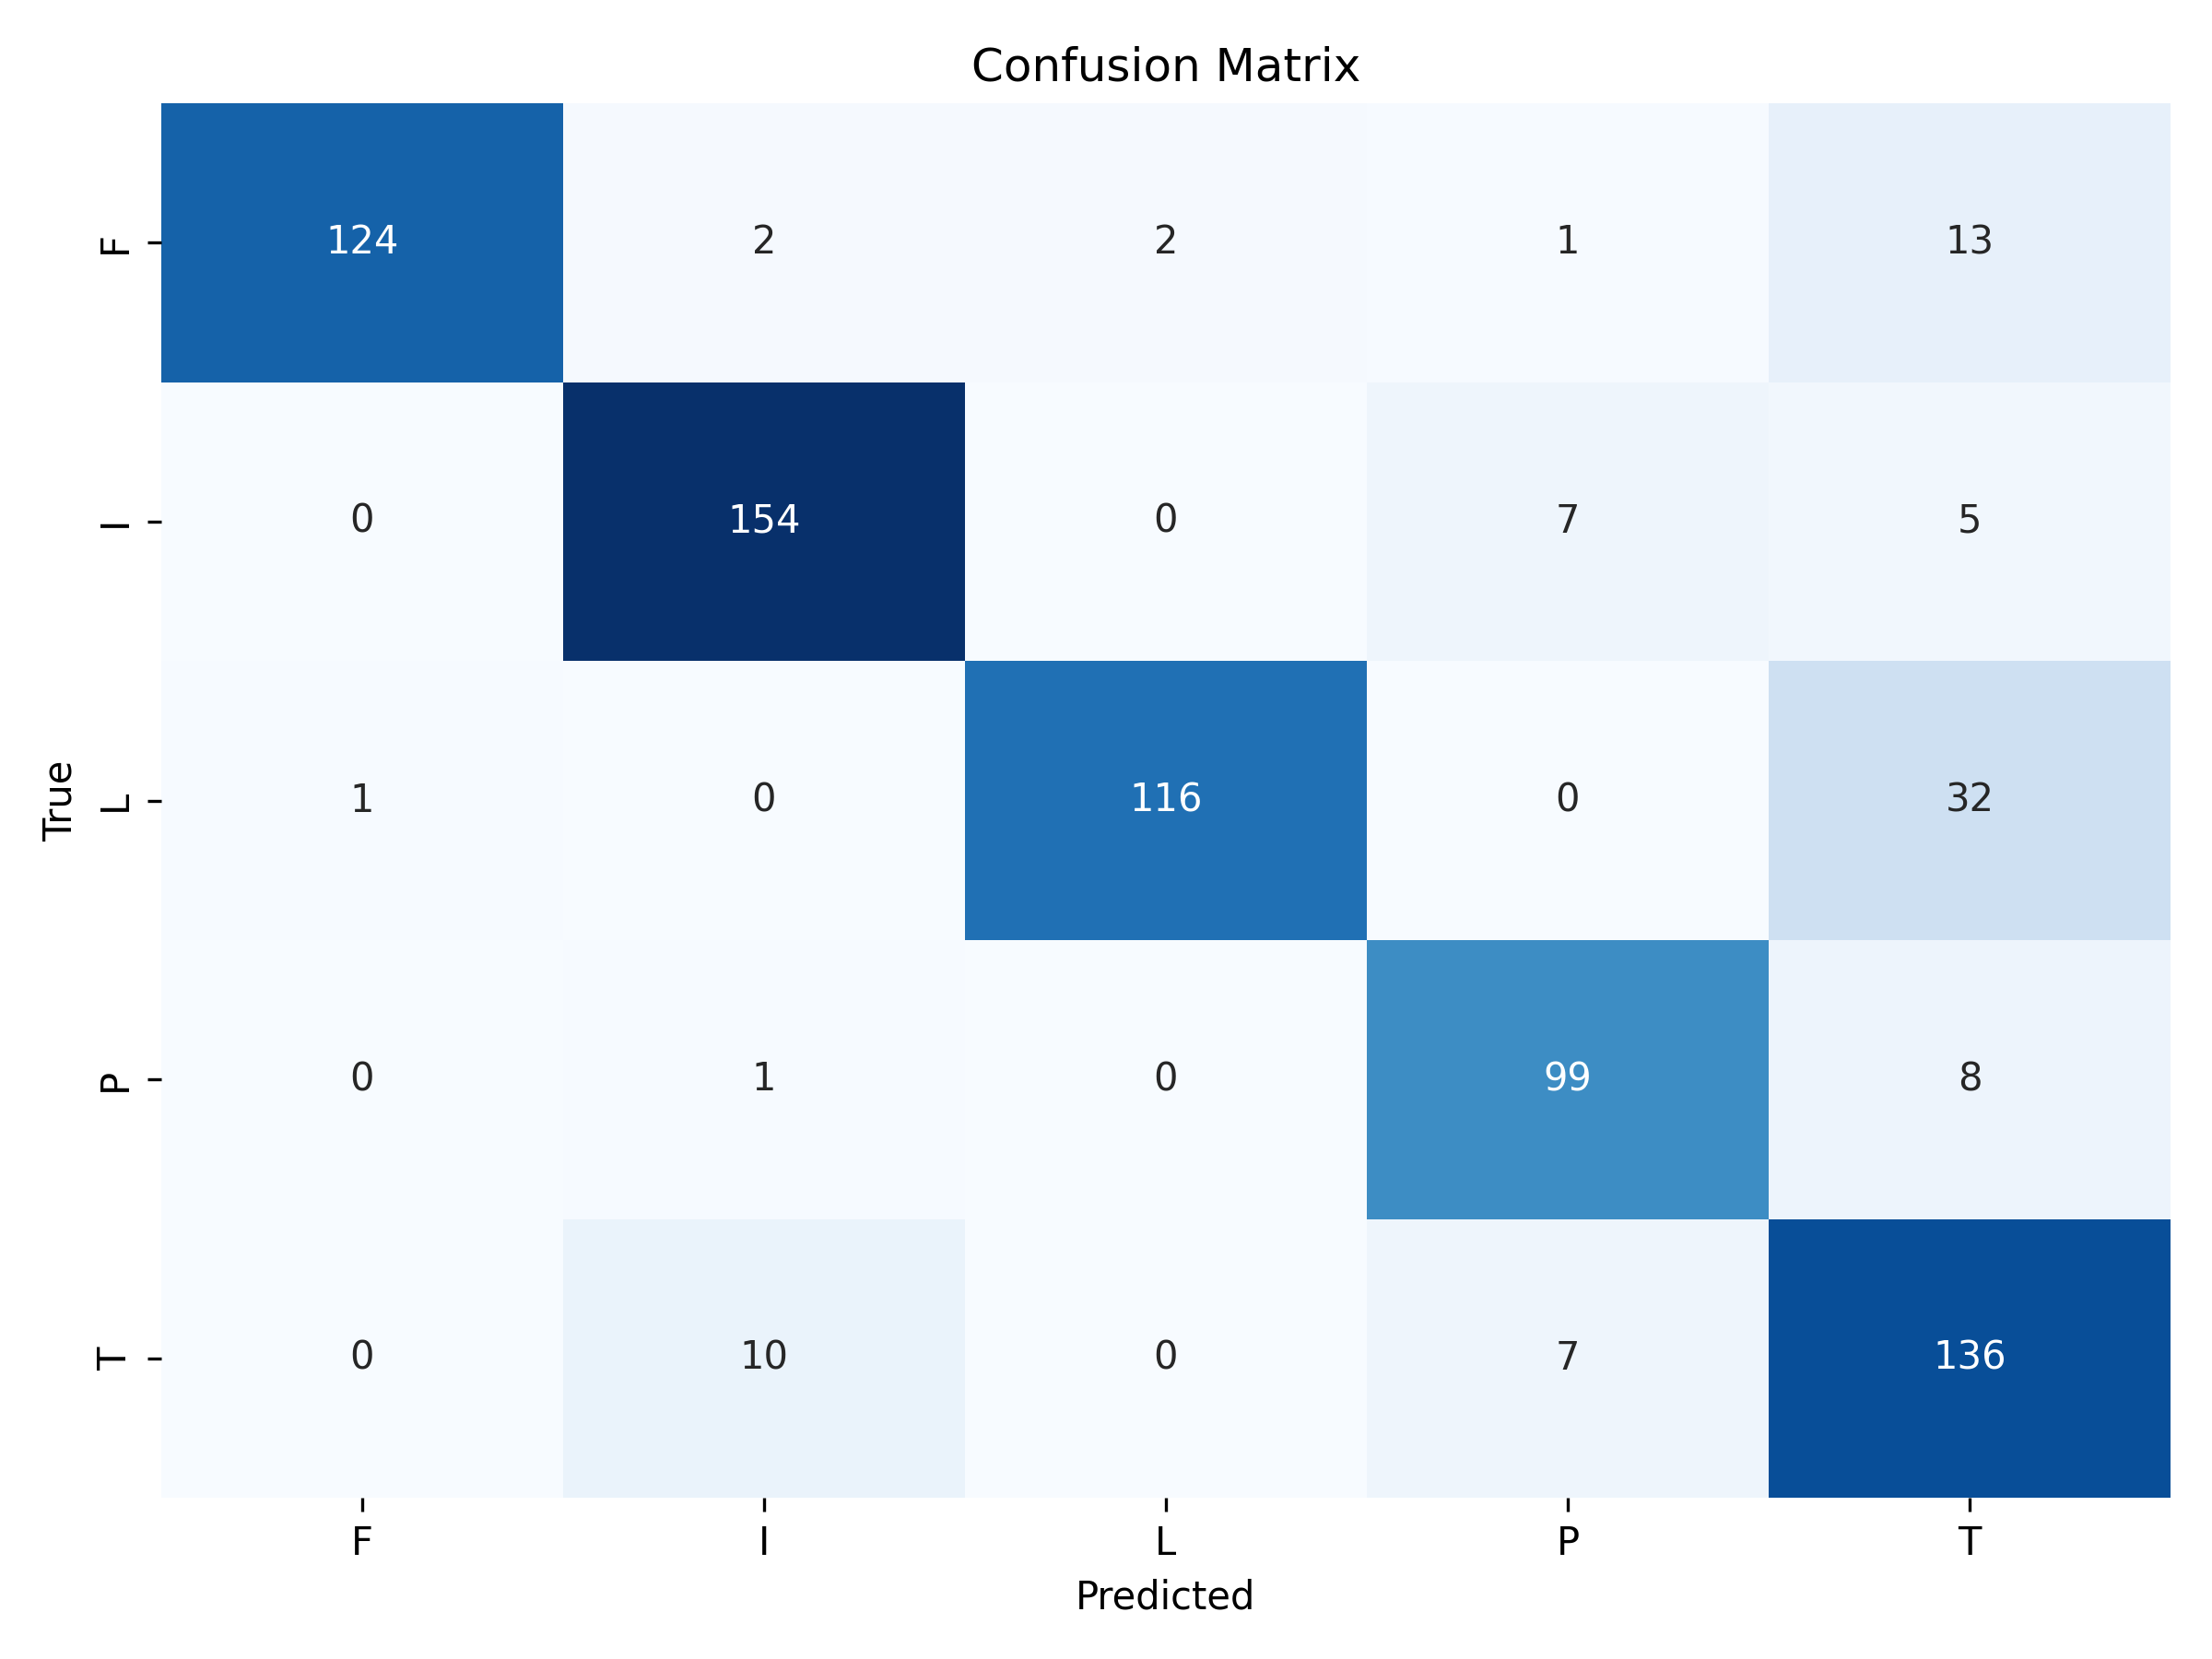 Confusion Matrix
F 124 2 2 1 13
I 0 154 0 7 5
L 1 0 116 0 32
P 0 1 0 99 8
T 0 10 0 7 136
True
F I L P T
Predicted